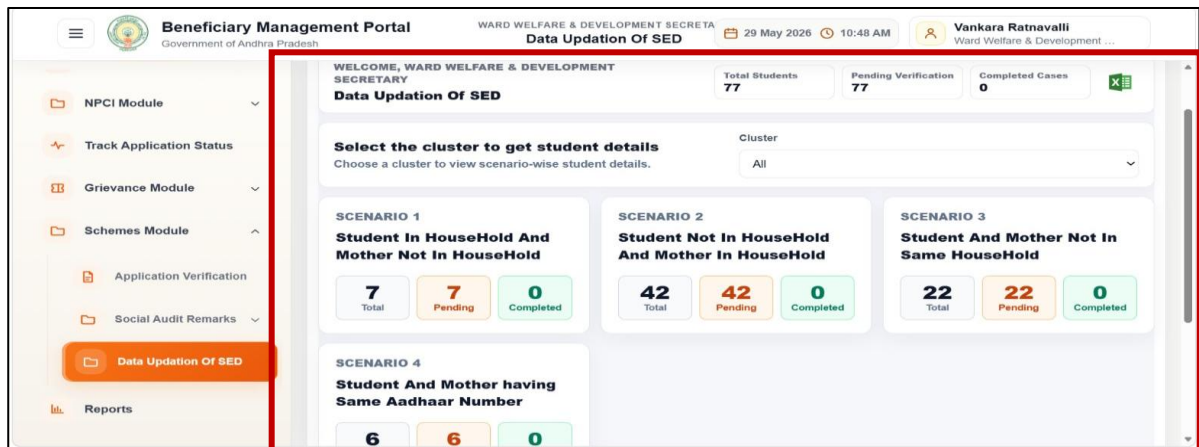 Beneficiary Management Portal
Government of Andhra Pradesh
WARD WELFARE & DEVELOPMENT SECRETA
Data Updation Of SED
29 May 2026 10:48 AM
Vankara Ratnavalli
Ward Welfare & Development ...
NPCI Module
Track Application Status
Grievance Module
Schemes Module
Application Verification
Social Audit Remarks
Data Updation Of SED
Reports
WELCOME, WARD WELFARE & DEVELOPMENT
SECRETARY
Data Updation Of SED
Total Students
77
Pending Verification
77
Completed Cases
0
Select the cluster to get student details
Choose a cluster to view scenario-wise student details.
Cluster
All
SCENARIO 1
Student In HouseHold And
Mother Not In HouseHold
7
Total
7
Pending
0
Completed
SCENARIO 2
Student Not In HouseHold
And Mother In HouseHold
42
Total
42
Pending
0
Completed
SCENARIO 3
Student And Mother Not In
Same HouseHold
22
Total
22
Pending
0
Completed
SCENARIO 4
Student And Mother having
Same Aadhaar Number
6
6
0